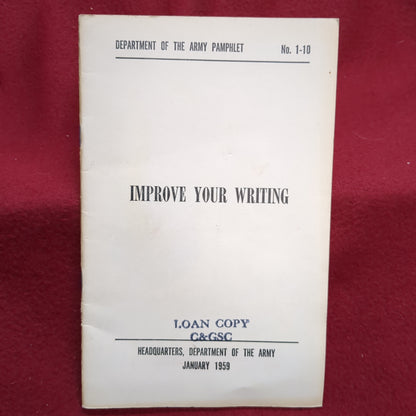 DEPARTMENT OF THE ARMY PAMPHLET No. 1-10
IMPROVE YOUR WRITING
LOAN COPY
C&GSC
HEADQUARTERS, DEPARTMENT OF THE ARMY
JANUARY 1959